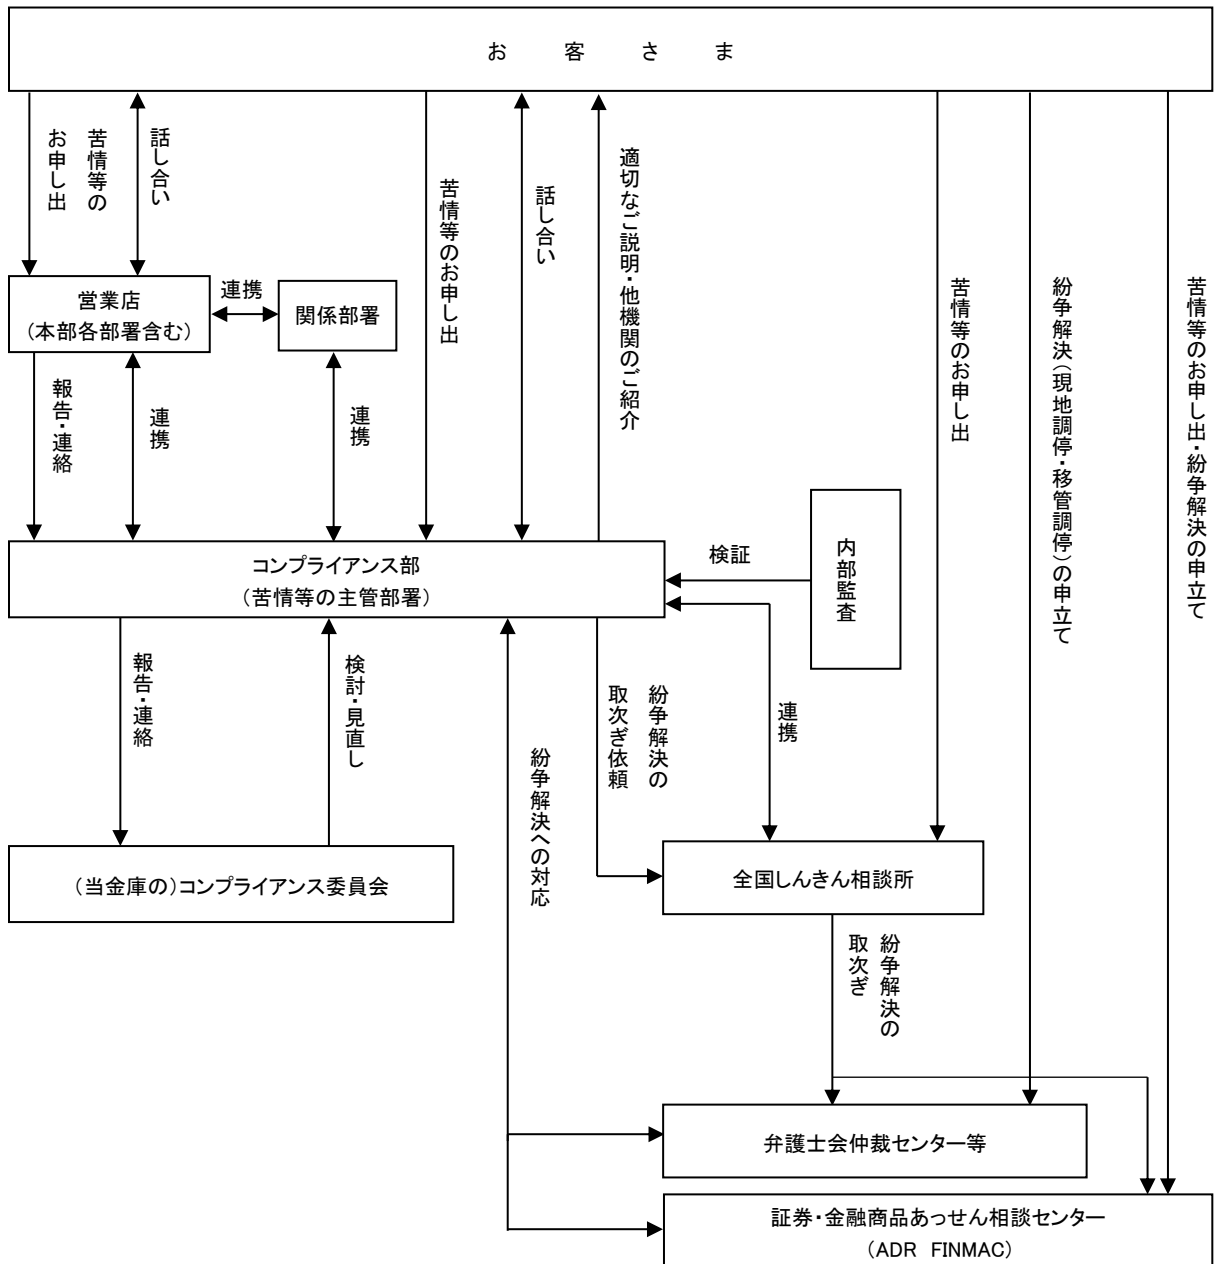 お客さま
苦情等の
お申し出
話し合い
苦情等のお申し出
話し合い
適切なご説明・他機関のご紹介
苦情等のお申し出
紛争解決(現地調停・移管調停)の申立て
苦情等のお申し出・紛争解決の申立て
営業店
(本部各部署含む)
連携
関係部署
報告・連絡
連携
連携
コンプライアンス部
(苦情等の主管部署)
検証
内部監査
報告・連絡
検討・見直し
紛争解決への対応
紛争解決の
取次ぎ依頼
連携
(当金庫の)コンプライアンス委員会
全国しんきん相談所
紛争解決の
取次ぎ
弁護士会仲裁センター等
証券・金融商品あっせん相談センター
(ADR FINMAC)